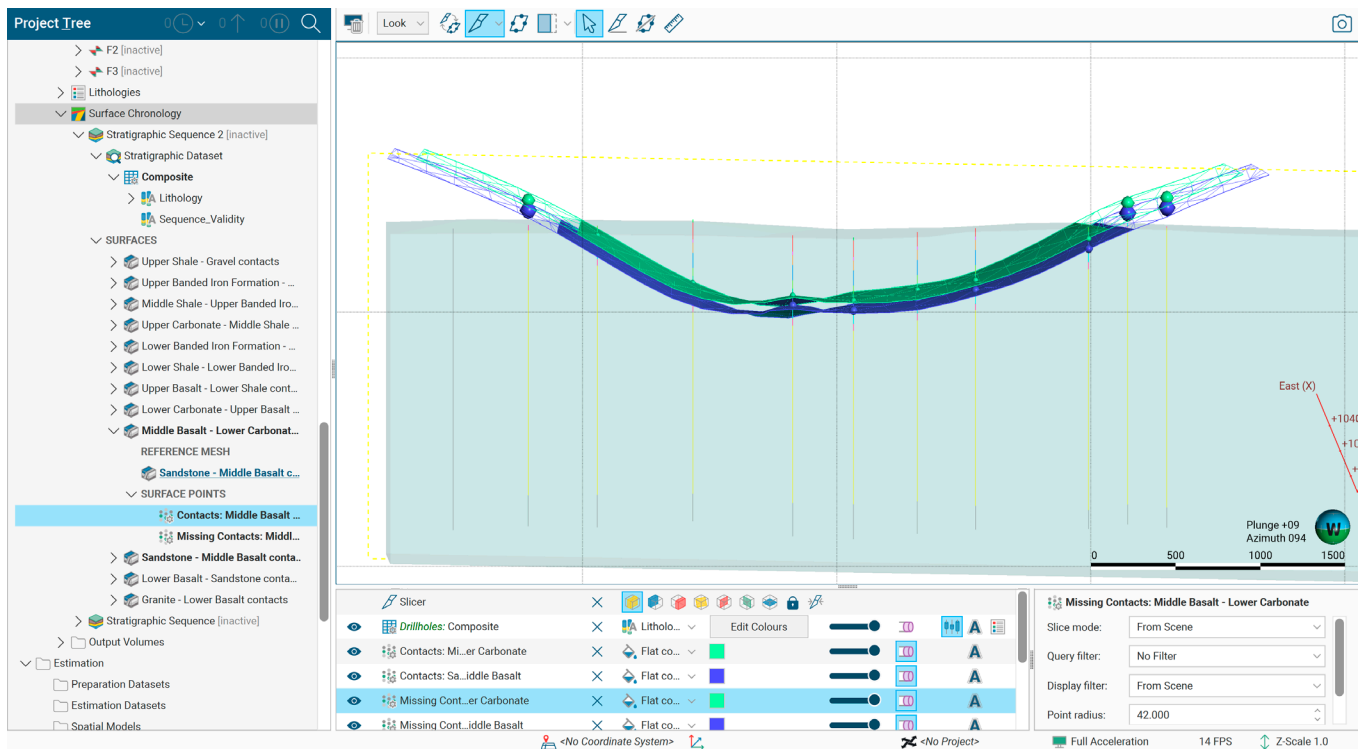 Project Tree
0
0
0
Look
F2 [inactive]
F3 [inactive]
Lithologies
Surface Chronology
Stratigraphic Sequence 2 [inactive]
Stratigraphic Dataset
Composite
Lithology
Sequence_Validity
SURFACES
Upper Shale - Gravel contacts
Upper Banded Iron Formation - ...
Middle Shale - Upper Banded Iro...
Upper Carbonate - Middle Shale ...
Lower Banded Iron Formation - ...
Lower Shale - Lower Banded Iro...
Upper Basalt - Lower Shale cont...
Lower Carbonate - Upper Basalt ...
Middle Basalt - Lower Carbonat...
REFERENCE MESH
Sandstone - Middle Basalt c...
SURFACE POINTS
Contacts: Middle Basalt ...
Missing Contacts: Middl...
Sandstone - Middle Basalt conta..
Lower Basalt - Sandstone conta...
Granite - Lower Basalt contacts
Stratigraphic Sequence [inactive]
Output Volumes
Estimation
Preparation Datasets
Estimation Datasets
Spatial Models
East (X)
+1040
+10
+
Plunge +09
Azimuth 094
W
0 500 1000 1500
Slicer
Drillholes: Composite Litholo... Edit Colours A
Contacts: Mi...er Carbonate Flat co... A
Contacts: Sa...iddle Basalt Flat co... A
Missing Cont...er Carbonate Flat co... A
Missing Cont...iddle Basalt Flat co... A
Missing Contacts: Middle Basalt - Lower Carbonate
Slice mode: From Scene
Query filter: No Filter
Display filter: From Scene
Point radius: 42.000
<No Coordinate System> <No Project> Full Acceleration 14 FPS Z-Scale 1.0